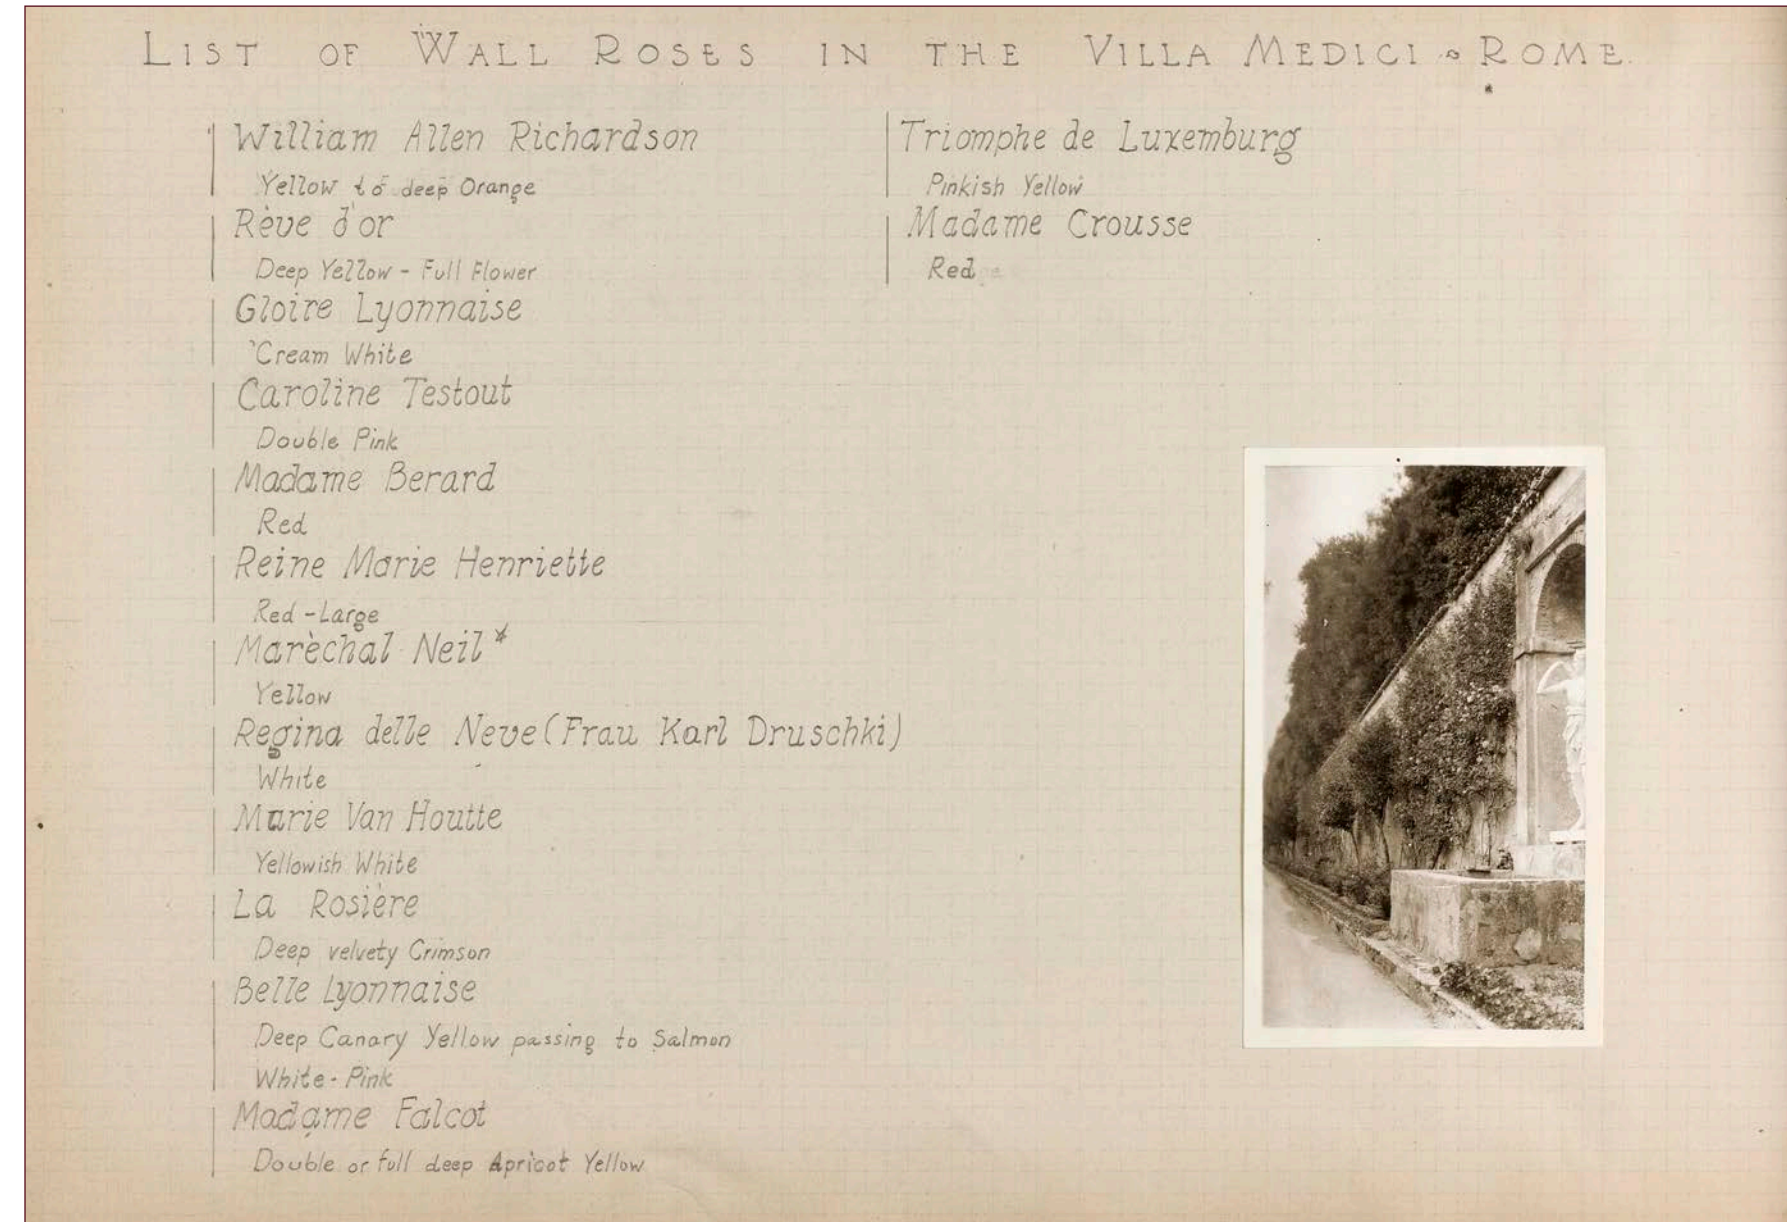 LIST OF WALL ROSES IN THE VILLA MEDICI ~ ROME.
William Allen Richardson
Yellow to deep Orange
Rève d'or
Deep Yellow - Full Flower
Gloire Lyonnaise
Cream White
Caroline Testout
Double Pink
Madame Berard
Red
Reine Marie Henriette
Red - Large
Marèchal Neil *
Yellow
Regina delle Neve (Frau Karl Druschki)
White
Marie Van Houtte
Yellowish White
La Rosière
Deep velvety Crimson
Belle Lyonnaise
Deep Canary Yellow passing to Salmon
White - Pink
Madame Falcot
Double or full deep Apricot Yellow
Triomphe de Luxemburg
Pinkish Yellow
Madame Crousse
Red